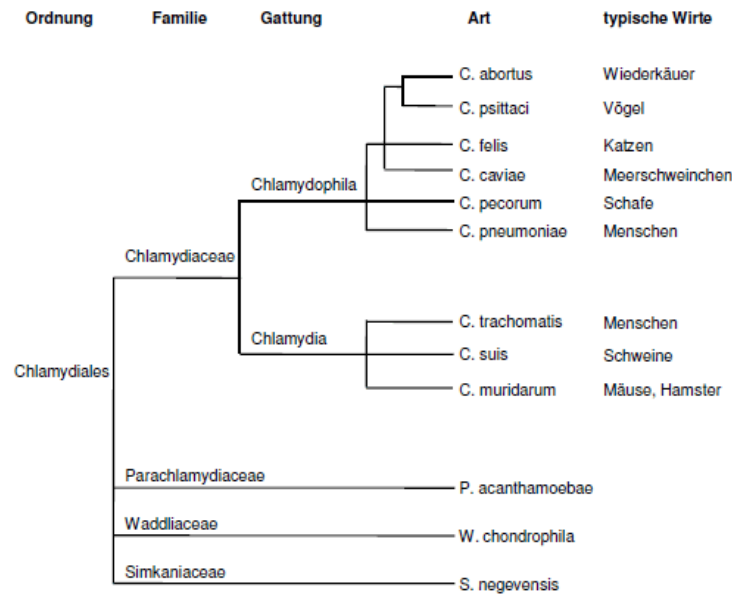 Ordnung Familie Gattung Art typische Wirte
C. abortus Wiederkäuer
C. psittaci Vögel
C. felis Katzen
C. caviae Meerschweinchen
Chlamydophila
C. pecorum Schafe
C. pneumoniae Menschen
Chlamydiaceae
C. trachomatis Menschen
Chlamydia
C. suis Schweine
Chlamydiales
C. muridarum Mäuse, Hamster
Parachlamydiaceae
P. acanthamoebae
Waddliaceae
W. chondrophila
Simkaniaceae
S. negevensis